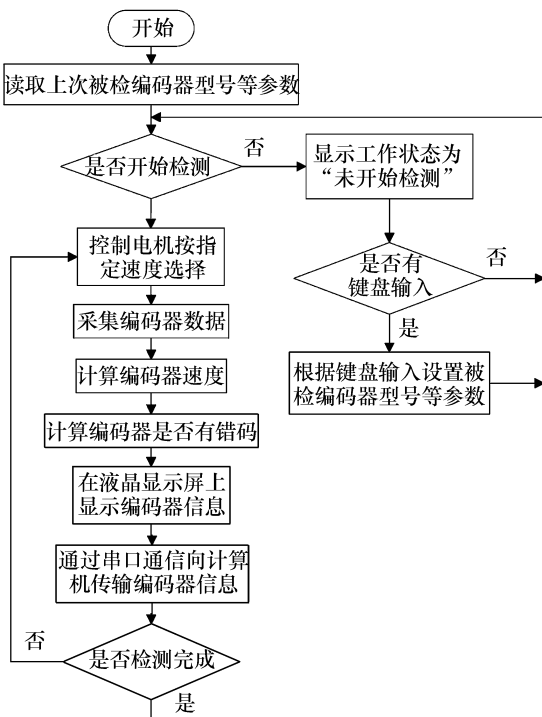 开始
读取上次被检编码器型号等参数
是否开始检测
否
显示工作状态为
“未开始检测”
控制电机按指
定速度选择
是否有
键盘输入
否
采集编码器数据
是
计算编码器速度
根据键盘输入设置被
检编码器型号等参数
计算编码器是否有错码
在液晶显示屏上
显示编码器信息
通过串口通信向计算
机传输编码器信息
否
是否检测完成
是